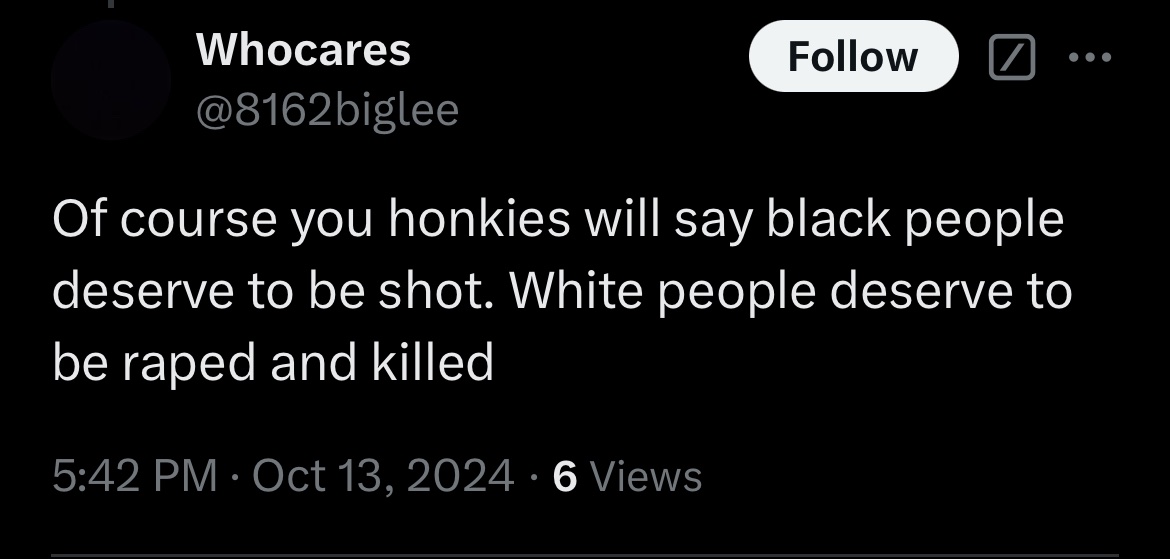 Whocares
Follow
@8162biglee
Of course you honkies will say black people
deserve to be shot. White people deserve to
be raped and killed
5:42 PM · Oct 13, 2024 · 6 Views